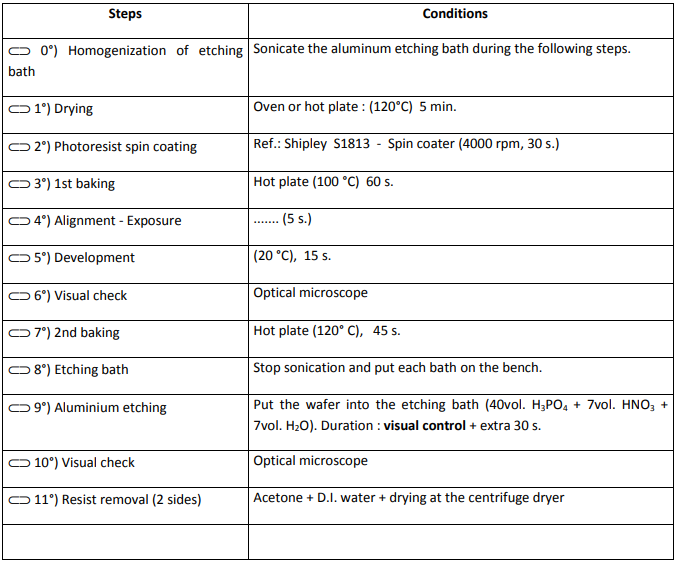 Steps
Conditions
0°) Homogenization of etching
bath
Sonicate the aluminum etching bath during the following steps.
1°) Drying
Oven or hot plate : (120°C) 5 min.
2°) Photoresist spin coating
Ref.: Shipley S1813 - Spin coater (4000 rpm, 30 s.)
3°) 1st baking
Hot plate (100 °C) 60 s.
4°) Alignment - Exposure
....... (5 s.)
5°) Development
(20 °C), 15 s.
6°) Visual check
Optical microscope
7°) 2nd baking
Hot plate (120° C), 45 s.
8°) Etching bath
Stop sonication and put each bath on the bench.
9°) Aluminium etching
Put the wafer into the etching bath (40vol. H₃PO₄ + 7vol. HNO₃ +
7vol. H₂O). Duration : visual control + extra 30 s.
10°) Visual check
Optical microscope
11°) Resist removal (2 sides)
Acetone + D.I. water + drying at the centrifuge dryer